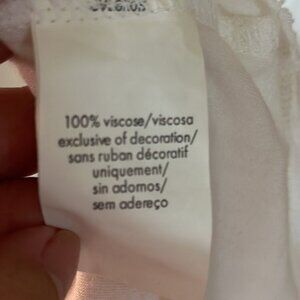 100% viscose/viscosa
exclusive of decoration/
sans ruban décoratif
uniquement/
sin adornos/
sem adereço